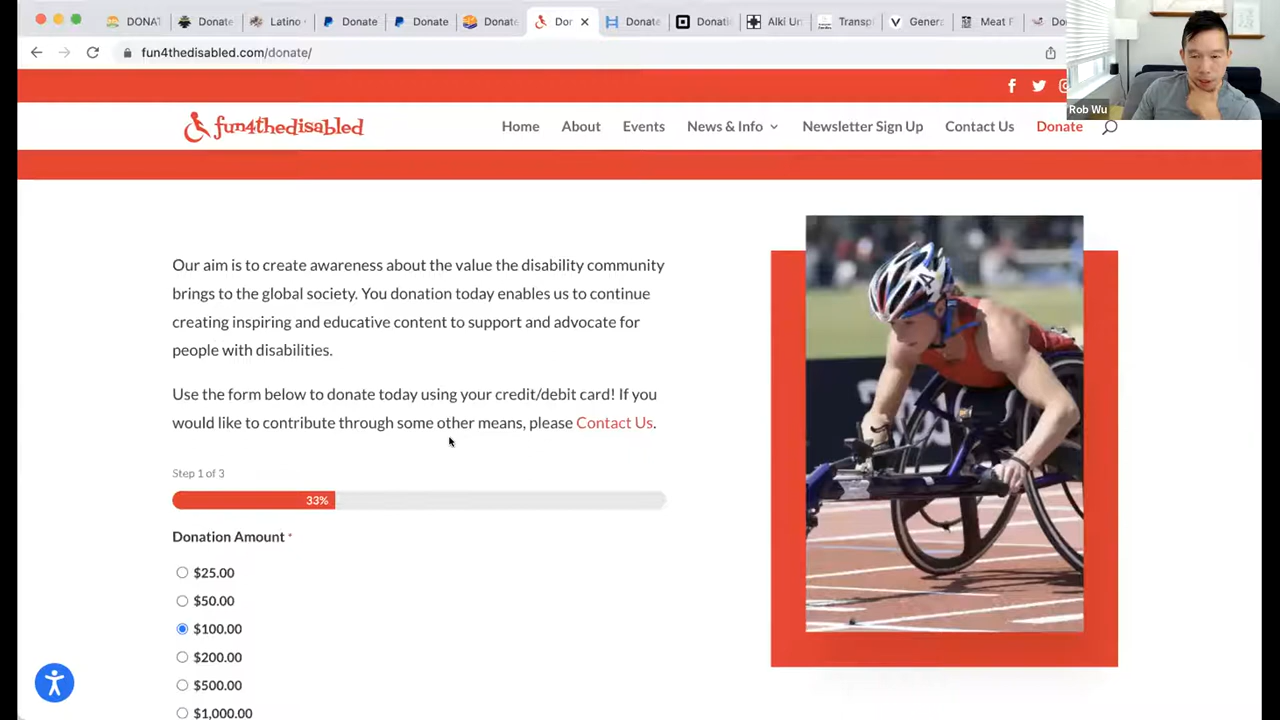 DONAT
Donate
Latino
Donate
Donate
Donate
Don
Donate
Donati
Alki Un
Transpl
Genera
Meat F
Do
fun4thedisabled.com/donate/
Rob Wu
fun4thedisabled
Home
About
Events
News & Info
Newsletter Sign Up
Contact Us
Donate
Our aim is to create awareness about the value the disability community
brings to the global society. You donation today enables us to continue
creating inspiring and educative content to support and advocate for
people with disabilities.
Use the form below to donate today using your credit/debit card! If you
would like to contribute through some other means, please Contact Us.
Step 1 of 3
33%
Donation Amount *
$25.00
$50.00
$100.00
$200.00
$500.00
$1,000.00